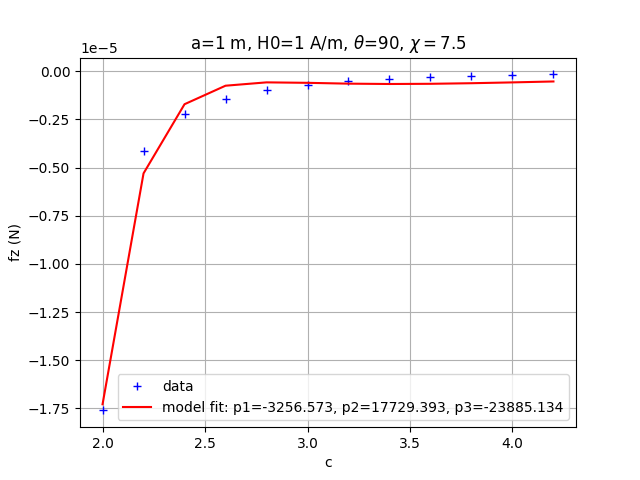 a=1 m, H0=1 A/m, θ=90, χ = 7.5
1e−5
0.00
−0.25
−0.50
−0.75
−1.00
−1.25
−1.50
−1.75
fz (N)
data
model fit: p1=-3256.573, p2=17729.393, p3=-23885.134
2.0 2.5 3.0 3.5 4.0
c